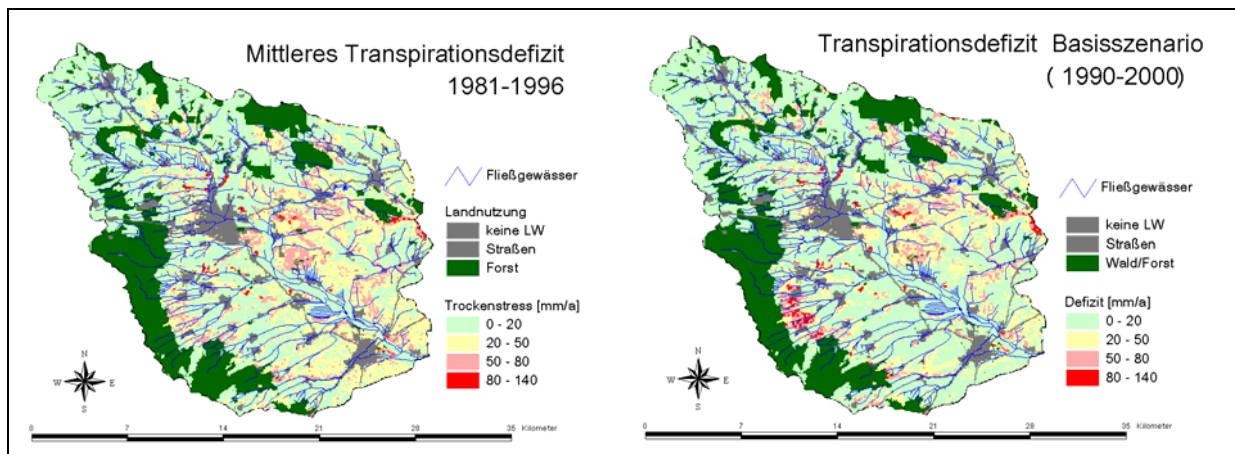 Mittleres Transpirationsdefizit
1981-1996
Fließgewässer
Landnutzung
keine LW
Straßen
Forst
Trockenstress [mm/a]
0 - 20
20 - 50
50 - 80
80 - 140
N
W E
S
0 7 14 21 28 35 Kilometer
Transpirationsdefizit Basisszenario
( 1990-2000)
Fließgewässer
keine LW
Straßen
Wald/Forst
Defizit [mm/a]
0 - 20
20 - 50
50 - 80
80 - 140
N
W E
S
0 7 14 21 28 35 Kilometer